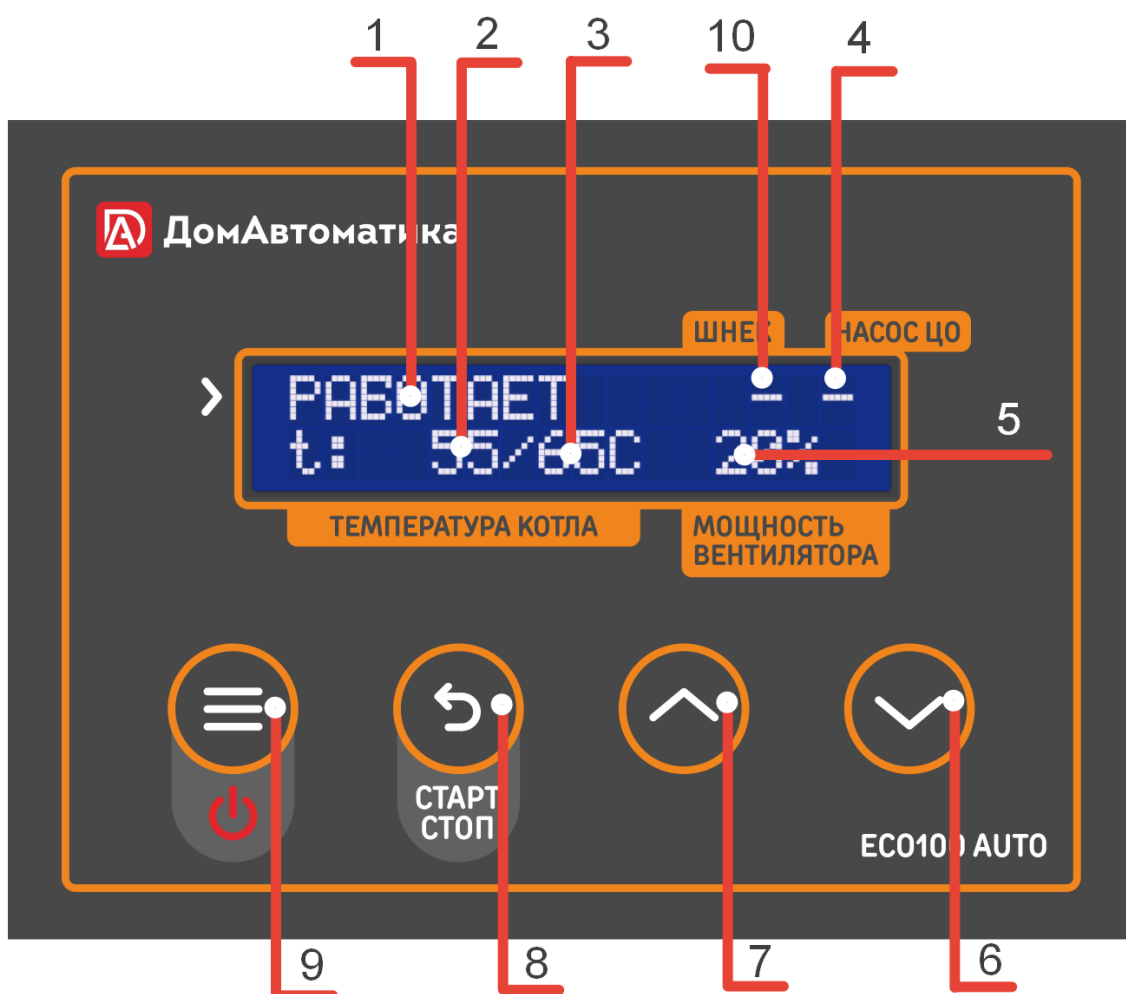 1 2 3 10 4
ДомАвтоматика
ШНЕК НАСОС ЦО
РАБОТАЕТ _ _
5
t: 55/65C 20%
ТЕМПЕРАТУРА КОТЛА
МОЩНОСТЬ
ВЕНТИЛЯТОРА
СТАРТ
СТОП
ECO100 AUTO
9 8 7 6